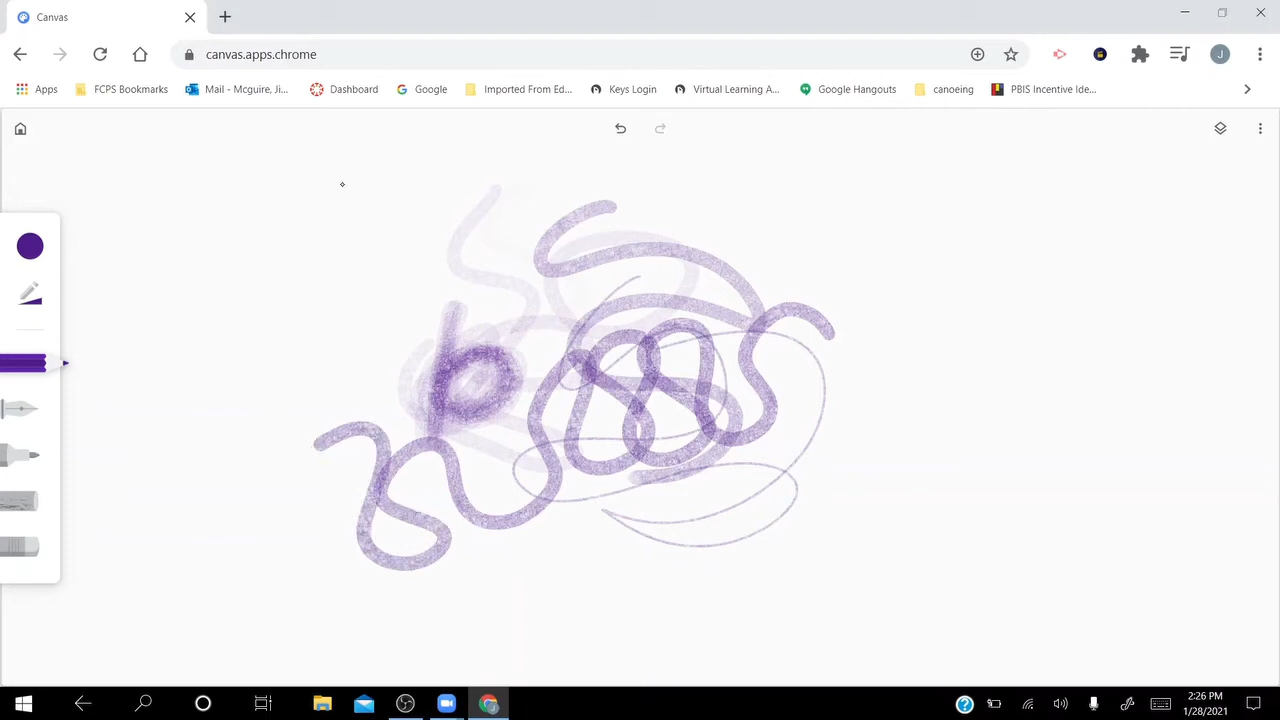 Canvas
canvas.apps.chrome
J
Apps FCPS Bookmarks Mail - Mcguire, Ji... Dashboard Google Imported From Ed... Keys Login Virtual Learning A... Google Hangouts canoeing PBIS Incentive Ide...
2:26 PM
1/28/2021